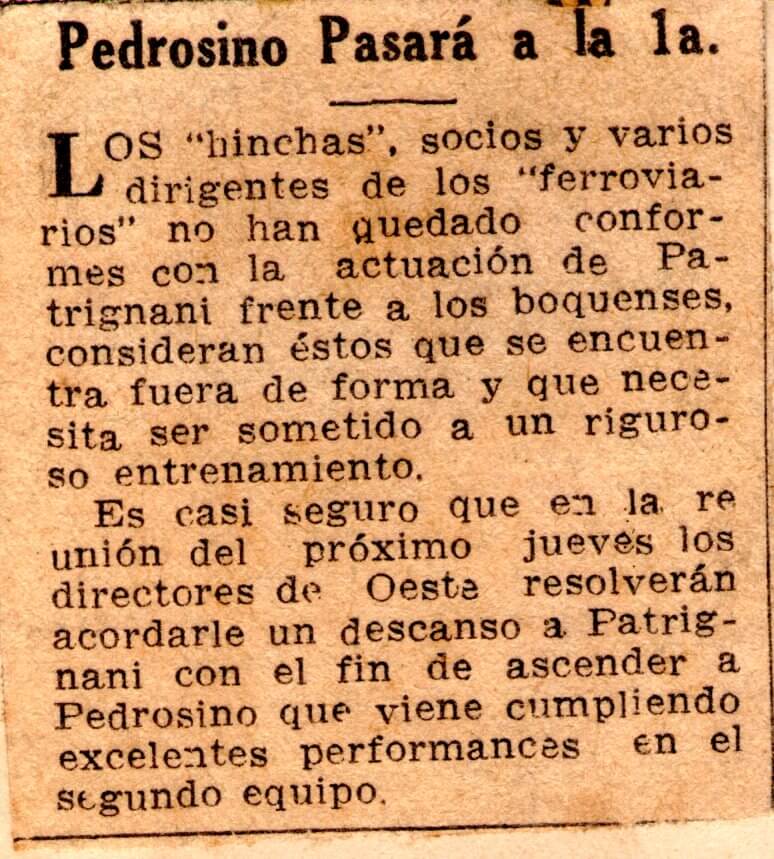 Pedrosino Pasará a la 1a.
LOS "hinchas", socios y varios
dirigentes de los "ferrovia-
rios" no han quedado confor-
mes con la actuación de Pa-
trignani frente a los boquenses,
consideran éstos que se encuen-
tra fuera de forma y que nece-
sita ser sometido a un riguro-
so entrenamiento.
Es casi seguro que en la re
unión del próximo jueves los
directores de Oeste resolverán
acordarle un descanso a Patrig-
nani con el fin de ascender a
Pedrosino que viene cumpliendo
excelentes performances en el
segundo equipo.